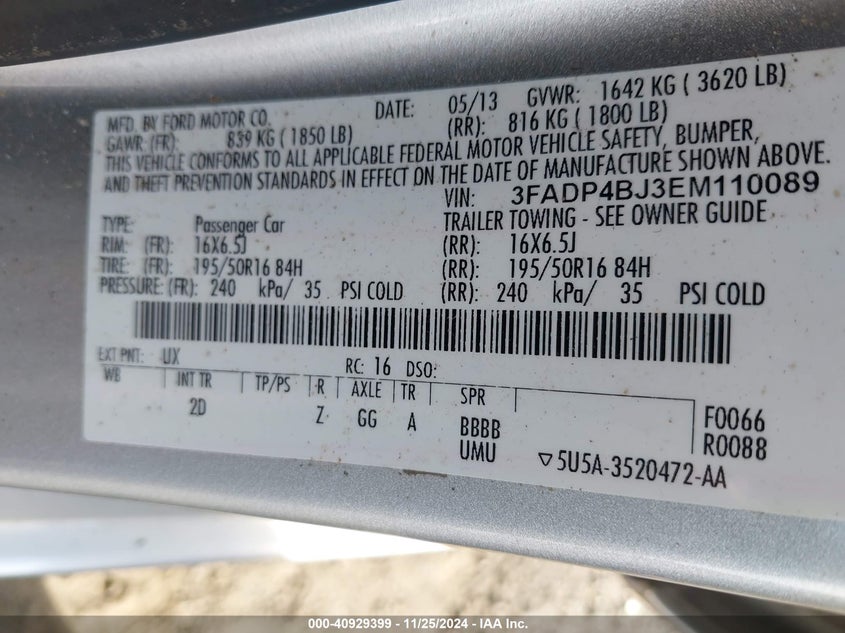 MFD. BY FORD MOTOR CO. DATE: 05/13 GVWR: 1642 KG ( 3620 LB)
GAWR: (FR): 839 KG ( 1850 LB) (RR): 816 KG ( 1800 LB)
THIS VEHICLE CONFORMS TO ALL APPLICABLE FEDERAL MOTOR VEHICLE SAFETY, BUMPER,
AND THEFT PREVENTION STANDARDS IN EFFECT ON THE DATE OF MANUFACTURE SHOWN ABOVE.
VIN: 3FADP4BJ3EM110089
TYPE: Passenger Car TRAILER TOWING - SEE OWNER GUIDE
RIM: (FR): 16X6.5J (RR): 16X6.5J
TIRE: (FR): 195/50R16 84H (RR): 195/50R16 84H
PRESSURE: (FR): 240 kPa/ 35 PSI COLD (RR): 240 kPa/ 35 PSI COLD
EXT PNT: UX RC: 16 DSO:
WB INT TR TP/PS R AXLE TR SPR
2D Z GG A BBBB F0066
UMU R0088
5U5A-3520472-AA
000-40929399 - 11/25/2024 - IAA Inc.